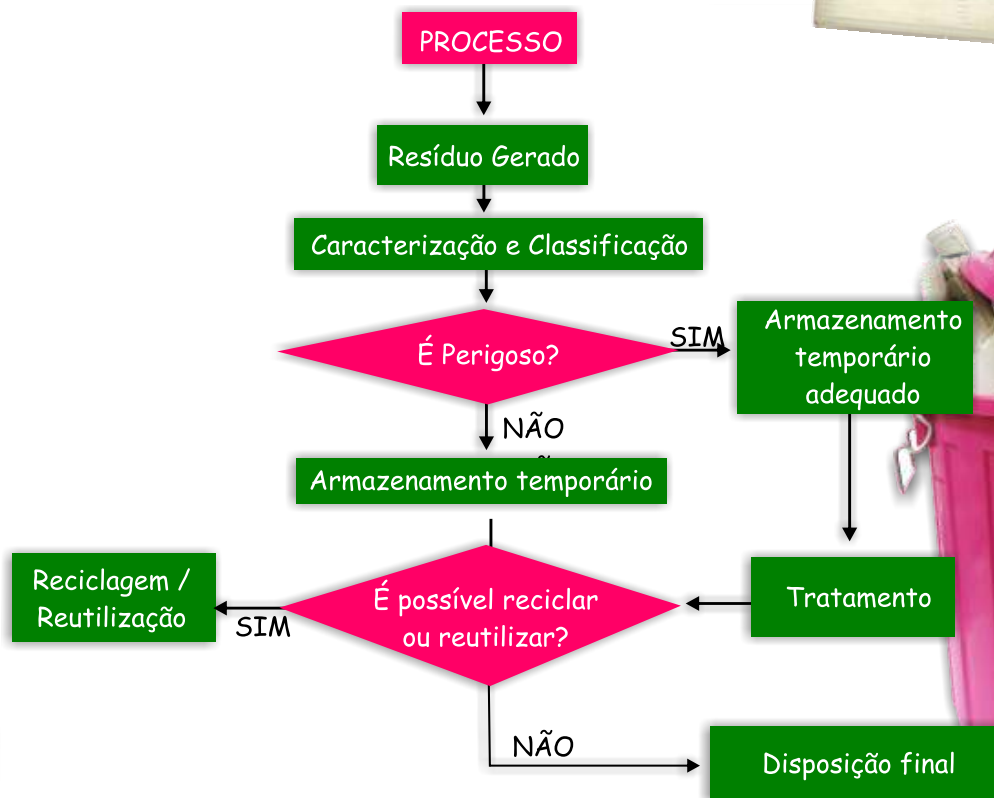 PROCESSO
Resíduo Gerado
Caracterização e Classificação
É Perigoso?
SIM
Armazenamento
temporário
adequado
NÃO
Armazenamento temporário
Reciclagem /
Reutilização
SIM
É possível reciclar
ou reutilizar?
Tratamento
NÃO
Disposição final